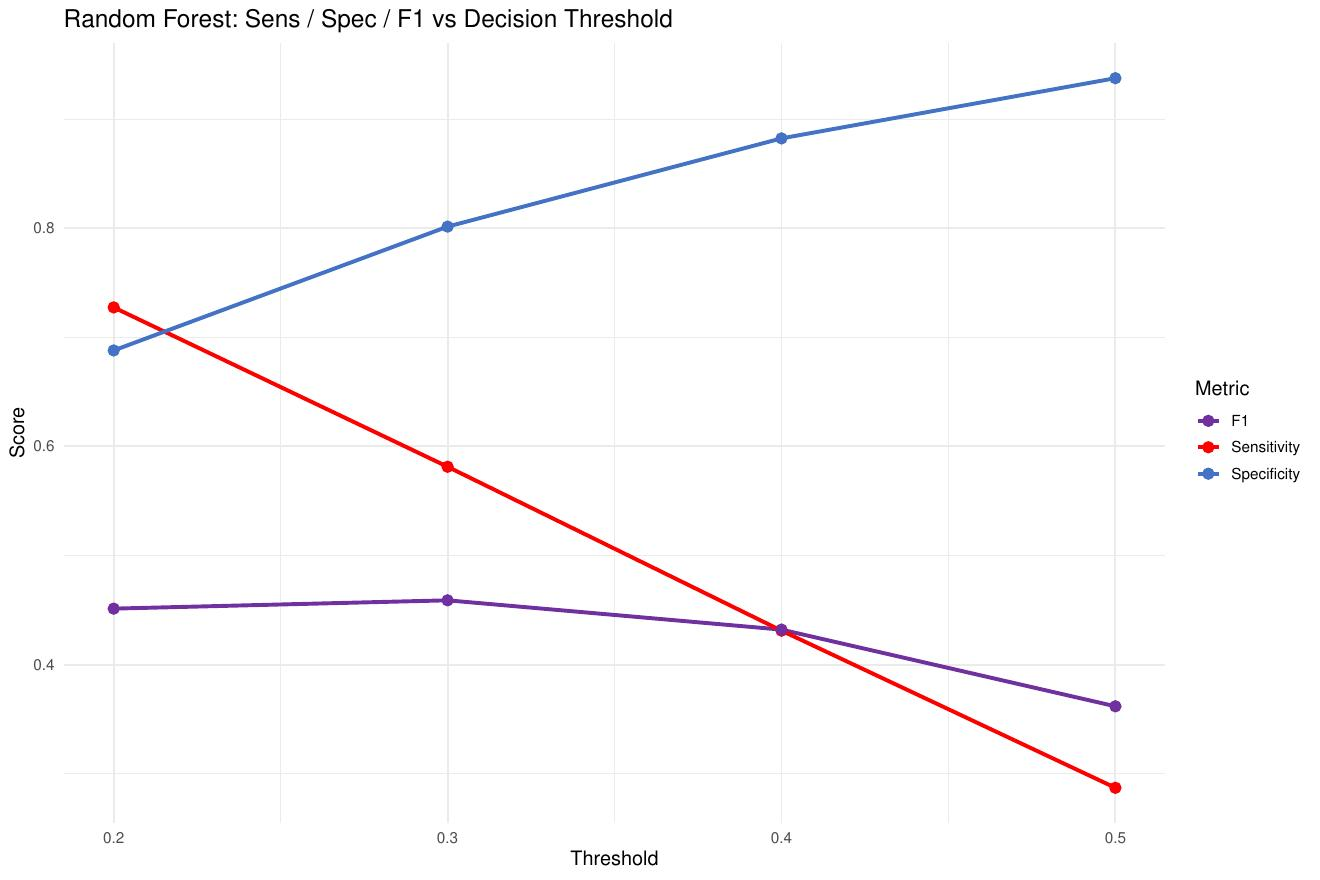 Random Forest: Sens / Spec / F1 vs Decision Threshold
Score
0.8
0.6
0.4
0.2
0.3
0.4
0.5
Threshold
Metric
F1
Sensitivity
Specificity